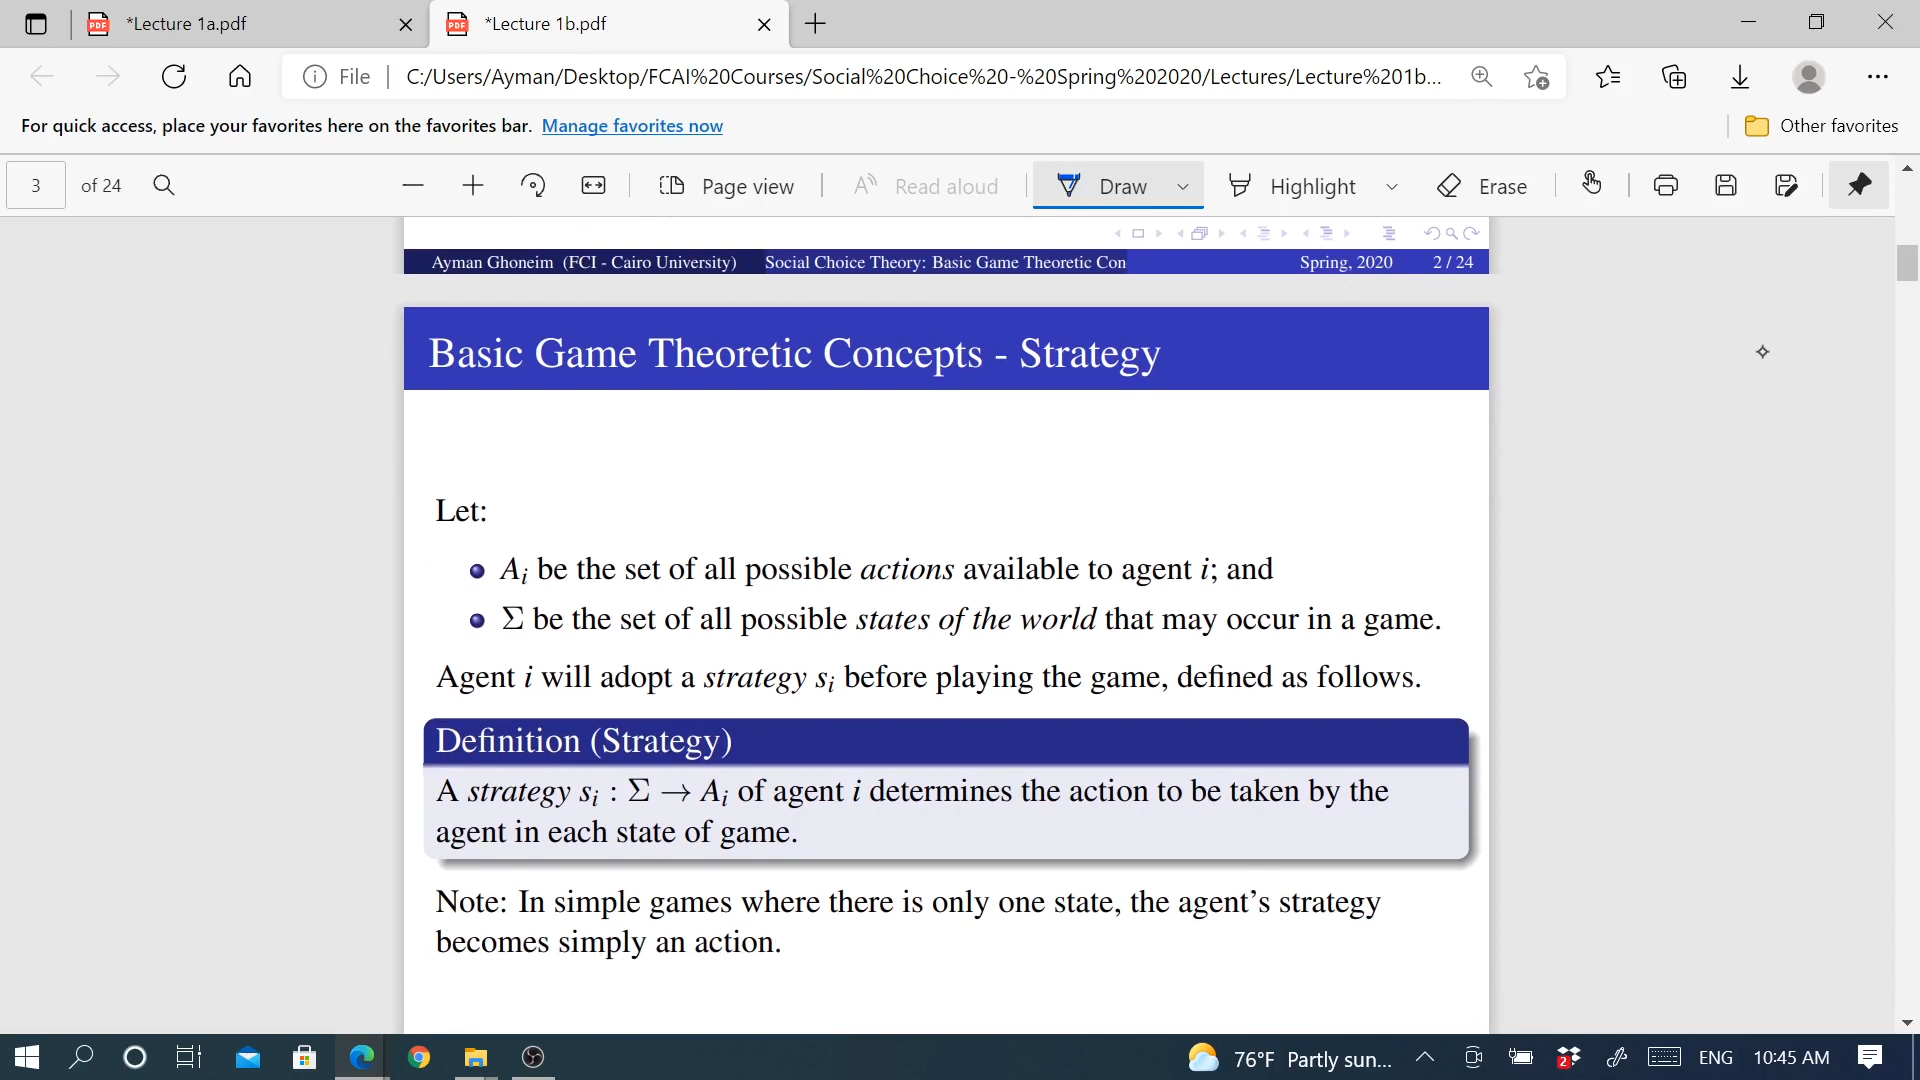 *Lecture 1a.pdf
*Lecture 1b.pdf
File
C:/Users/Ayman/Desktop/FCAI%20Courses/Social%20Choice%20-%20Spring%202020/Lectures/Lecture%201b...
For quick access, place your favorites here on the favorites bar. Manage favorites now
Other favorites
3 of 24
Page view
Read aloud
Draw
Highlight
Erase
Ayman Ghoneim (FCI - Cairo University) Social Choice Theory: Basic Game Theoretic Con Spring, 2020 2 / 24
Basic Game Theoretic Concepts - Strategy
Let:
Aᵢ be the set of all possible actions available to agent i; and
Σ be the set of all possible states of the world that may occur in a game.
Agent i will adopt a strategy sᵢ before playing the game, defined as follows.
Definition (Strategy)
A strategy sᵢ : Σ → Aᵢ of agent i determines the action to be taken by the
agent in each state of game.
Note: In simple games where there is only one state, the agent’s strategy
becomes simply an action.
76°F Partly sun...
2
ENG
10:45 AM